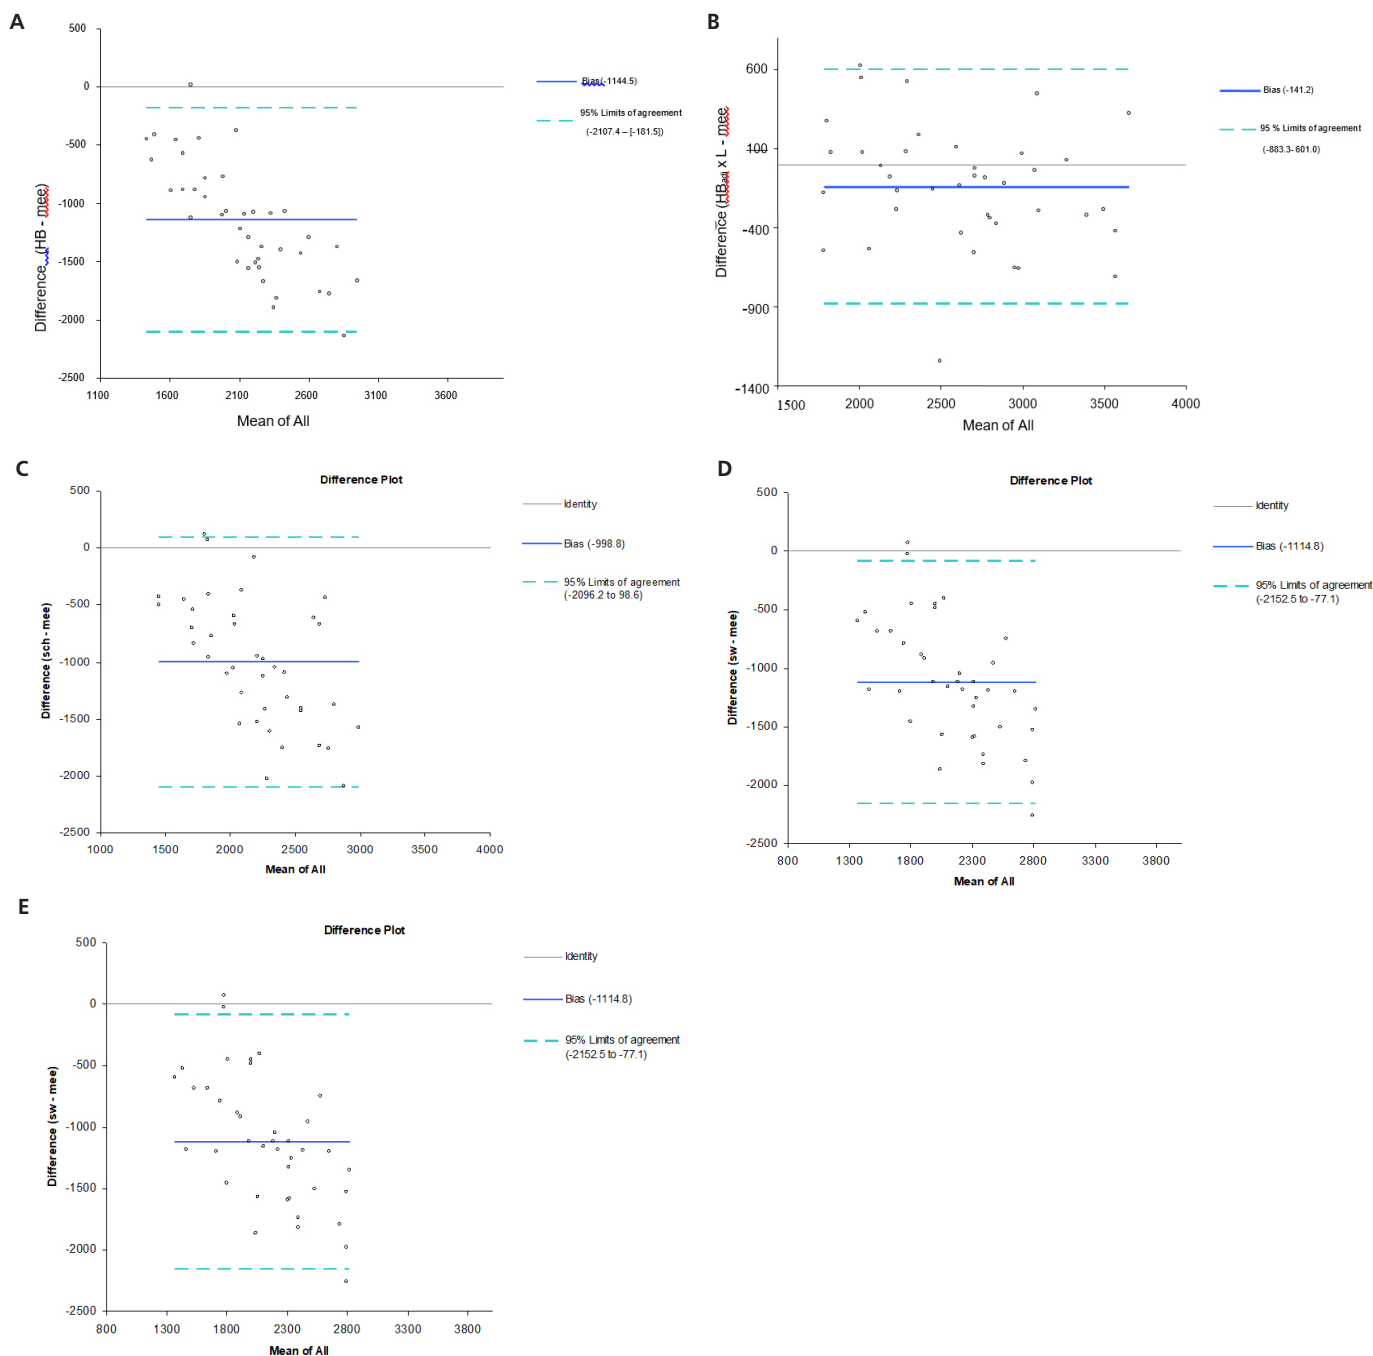 A
500
0
-500
-1000
-1500
-2000
-2500
1100
1600
2100
2600
3100
3600
Difference (HB - mee)
Mean of All
Bias(-1144.5)
95% Limits of agreement
(-2107.4 – [-181.5])
B
600
100
-400
-900
-1400
1500
2000
2500
3000
3500
4000
Difference (HBadj x L - mee
Mean of All
Bias (-141.2)
95 % Limits of agreement
(-883.3- 601.0)
C
Difference Plot
500
0
-500
-1000
-1500
-2000
-2500
1000
1500
2000
2500
3000
3500
4000
Difference (sch - mee)
Mean of All
Identity
Bias (-998.8)
95% Limits of agreement
(-2096.2 to 98.6)
D
Difference Plot
500
0
-500
-1000
-1500
-2000
-2500
800
1300
1800
2300
2800
3300
3800
Difference (sw - mee)
Mean of All
Identity
Bias (-1114.8)
95% Limits of agreement
(-2152.5 to -77.1)
E
Difference Plot
500
0
-500
-1000
-1500
-2000
-2500
800
1300
1800
2300
2800
3300
3800
Difference (sw - mee)
Mean of All
Identity
Bias (-1114.8)
95% Limits of agreement
(-2152.5 to -77.1)